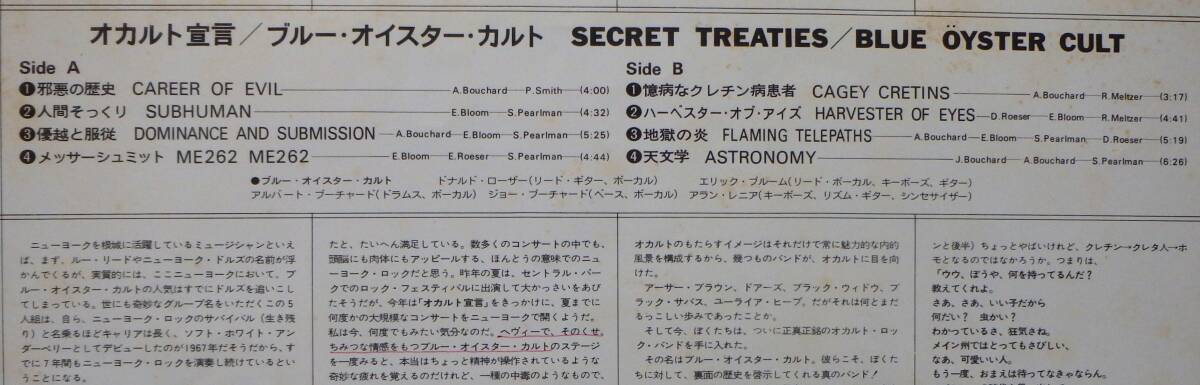 オカルト宣言／ブルー・オイスター・カルト SECRET TREATIES／BLUE ÖYSTER CULT
Side A
❶邪悪の歴史 CAREER OF EVIL—A.Bouchard—P.Smith—(4:00)
❷人間そっくり SUBHUMAN—E.Bloom—S.Pearlman—(4:32)
❸優越と服従 DOMINANCE AND SUBMISSION—A.Bouchard—E.Bloom—S.Pearlman—(5:25)
❹メッサーシュミット ME262 ME262—E.Bloom—E.Roeser—S.Pearlman—(4:44)
Side B
❶憶病なクレチン病患者 CAGEY CRETINS—A.Bouchard—R.Meltzer—(3:17)
❷ハーベスター・オブ・アイズ HARVESTER OF EYES—D.Roeser—E.Bloom—R.Meltzer—(4:41)
❸地獄の炎 FLAMING TELEPATHS—A.Bouchard—E.Bloom—S.Pearlman—D.Roeser—(5:19)
❹天文学 ASTRONOMY—J.Bouchard—A.Bouchard—S.Pearlman—(6:26)
●ブルー・オイスター・カルト ドナルド・ローザー(リード・ギター、ボーカル) エリック・ブルーム(リード・ボーカル、キーボーズ、ギター)
アルバート・ブーチャード(ドラムス、ボーカル) ジョー・ブーチャード(ベース、ボーカル) アラン・レニア(キーボーズ、リズム・ギター、シンセサイザー)
ニューヨークを根城に活躍しているミュージシャンといえ
ば、まず、ルー・リードやニューヨーク・ドルズの名前が浮
かんでくるが、実質的には、ここニューヨークにおいて、ブ
ルー・オイスター・カルトの人気はすでにドルズを追いこし
てしまっている。世にも奇妙なグループ名をいただくこの5
人組は、自ら、ニューヨーク・ロックのサバイバル(生き残
り)と名乗るほどキャリアは長く、ソフト・ホワイト・アン
ダーベリーとしてデビューしたのが1967年だそうだから、す
でに7年間もニューヨーク・ロックを演奏し続けているとい
うことになる。
たと、たいへん満足している。数多くのコンサートの中でも、
頭脳にも肉体にもアッピールする、ほんとうの意味でのニュ
ーヨーク・ロックだと思う。昨年の夏は、セントラル・パー
クでのロック・フェスティバルに出演して大かっさいをあび
たそうだが、今年は「オカルト宣言」をきっかけに、夏までに
何度かの大規模なコンサートをニューヨークで開くようだ。
私は今、何度でもみたい気分なのだ。ヘヴィーで、そのくせ、
ちみつな情感をもつブルー・オイスター・カルトのステージ
を一度みると、本当はちょっと精神が操作されているような
奇妙な疲れを覚えるのだけれど、一種の中毒のようなもので、
オカルトのもたらすイメージはそれだけで常に魅力的な内的
風景を構成するから、幾つものバンドが、オカルトに目を向
けた。
アーサー・ブラウン、ドアーズ、ブラック・ウィドウ、ブ
ラック・サバス、ユーライア・ヒープ。だがそれは何とまだ
るっこしい歩みであったことか。
そして今、ぼくたちは、ついに正真正銘のオカルト・ロッ
ク・バンドを手に入れた。
その名はブルー・オイスター・カルト。彼らこそ、ぼくた
ちに対して、裏面の歴史を啓示してくれる真のバンド！
ンと後半）ちょっとやばいけれど、クレチン→クレタ人→ホ
モとなるのではなかろうか。つまりは、
「ウウ、ぼうや、何を持ってるんだ？
教えてくれよ。
さあ、さあ、いい子だから
何だい？ 虫かい？
わかっているさ、狂気さね。
メイン州ではとってもさびしい、
なあ、可愛い人。
もう一度、おまえは待ってなきゃならん。